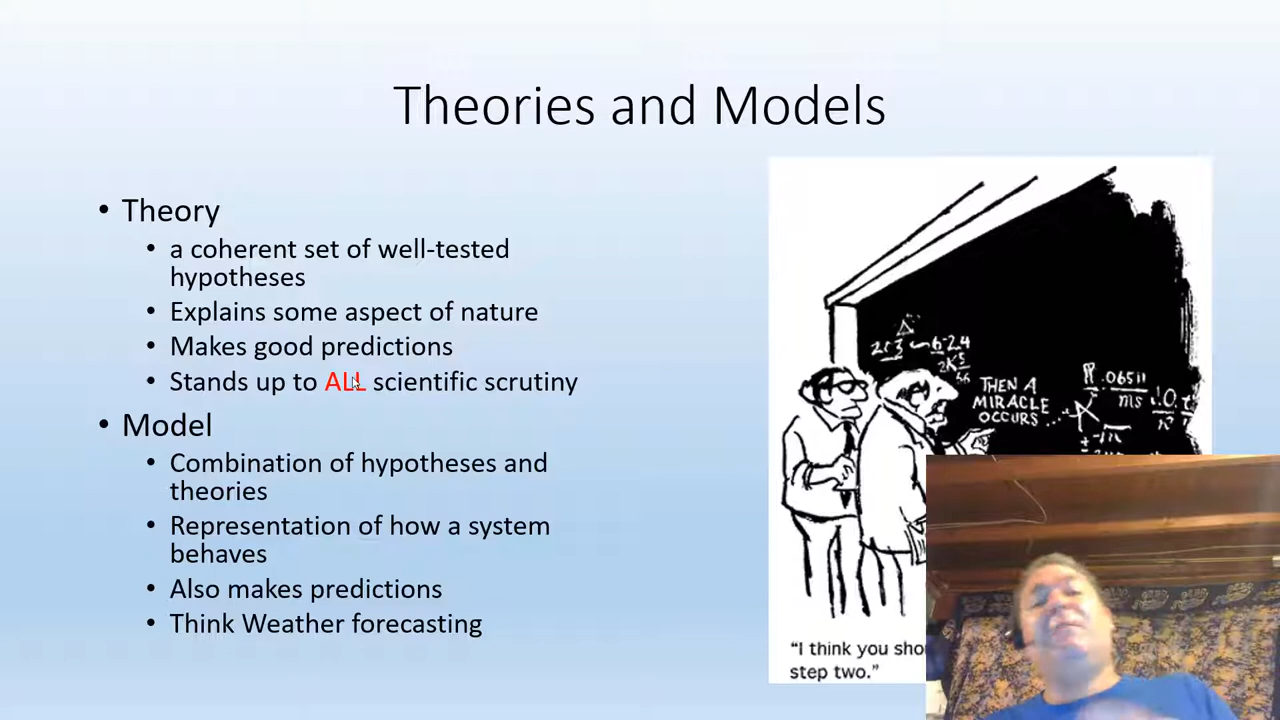 Theories and Models
• Theory
• a coherent set of well-tested
hypotheses
• Explains some aspect of nature
• Makes good predictions
• Stands up to ALL scientific scrutiny
• Model
• Combination of hypotheses and
theories
• Representation of how a system
behaves
• Also makes predictions
• Think Weather forecasting
THEN A
MIRACLE
OCCURS...
"I think you sho
step two."